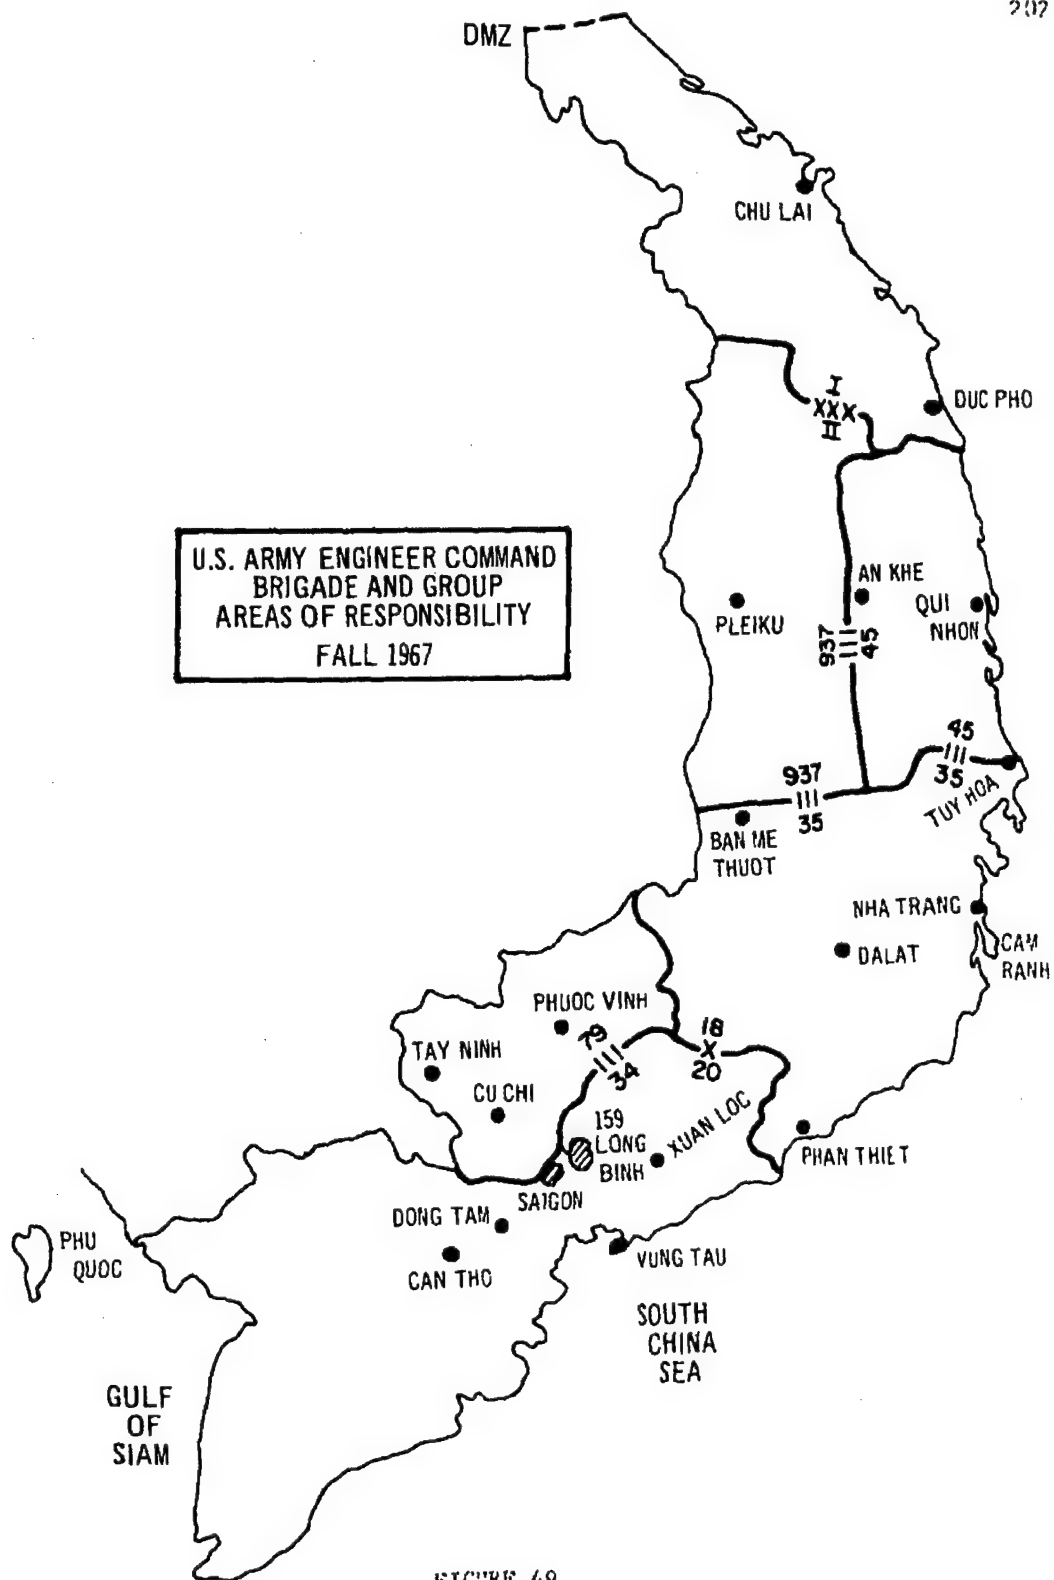 202
DMZ
CHU LAI
I
XXX
II
DUC PHO
U.S. ARMY ENGINEER COMMAND
BRIGADE AND GROUP
AREAS OF RESPONSIBILITY
FALL 1967
AN KHE
PLEIKU
QUI
NHON
937
III
45
45
III
35
TUY HOA
937
III
35
BAN ME
THUOT
NHA TRANG
DALAT
CAM
RANH
PHUOC VINH
79
III
34
18
X
20
TAY NINH
CU CHI
159
LONG
BINH
XUAN LOC
PHAN THIET
SAIGON
DONG TAM
CAN THO
VUNG TAU
PHU
QUOC
SOUTH
CHINA
SEA
GULF
OF
SIAM
FIGURE 49